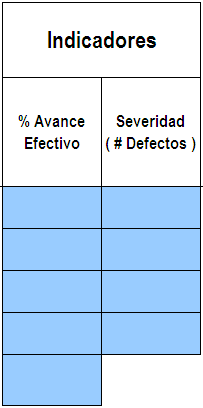 Indicadores
% Avance Severidad
Efectivo ( # Defectos )